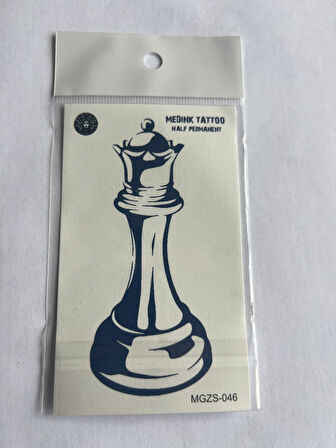 MEDINK TATTOO
HALF PERMANENT
MGZS-046